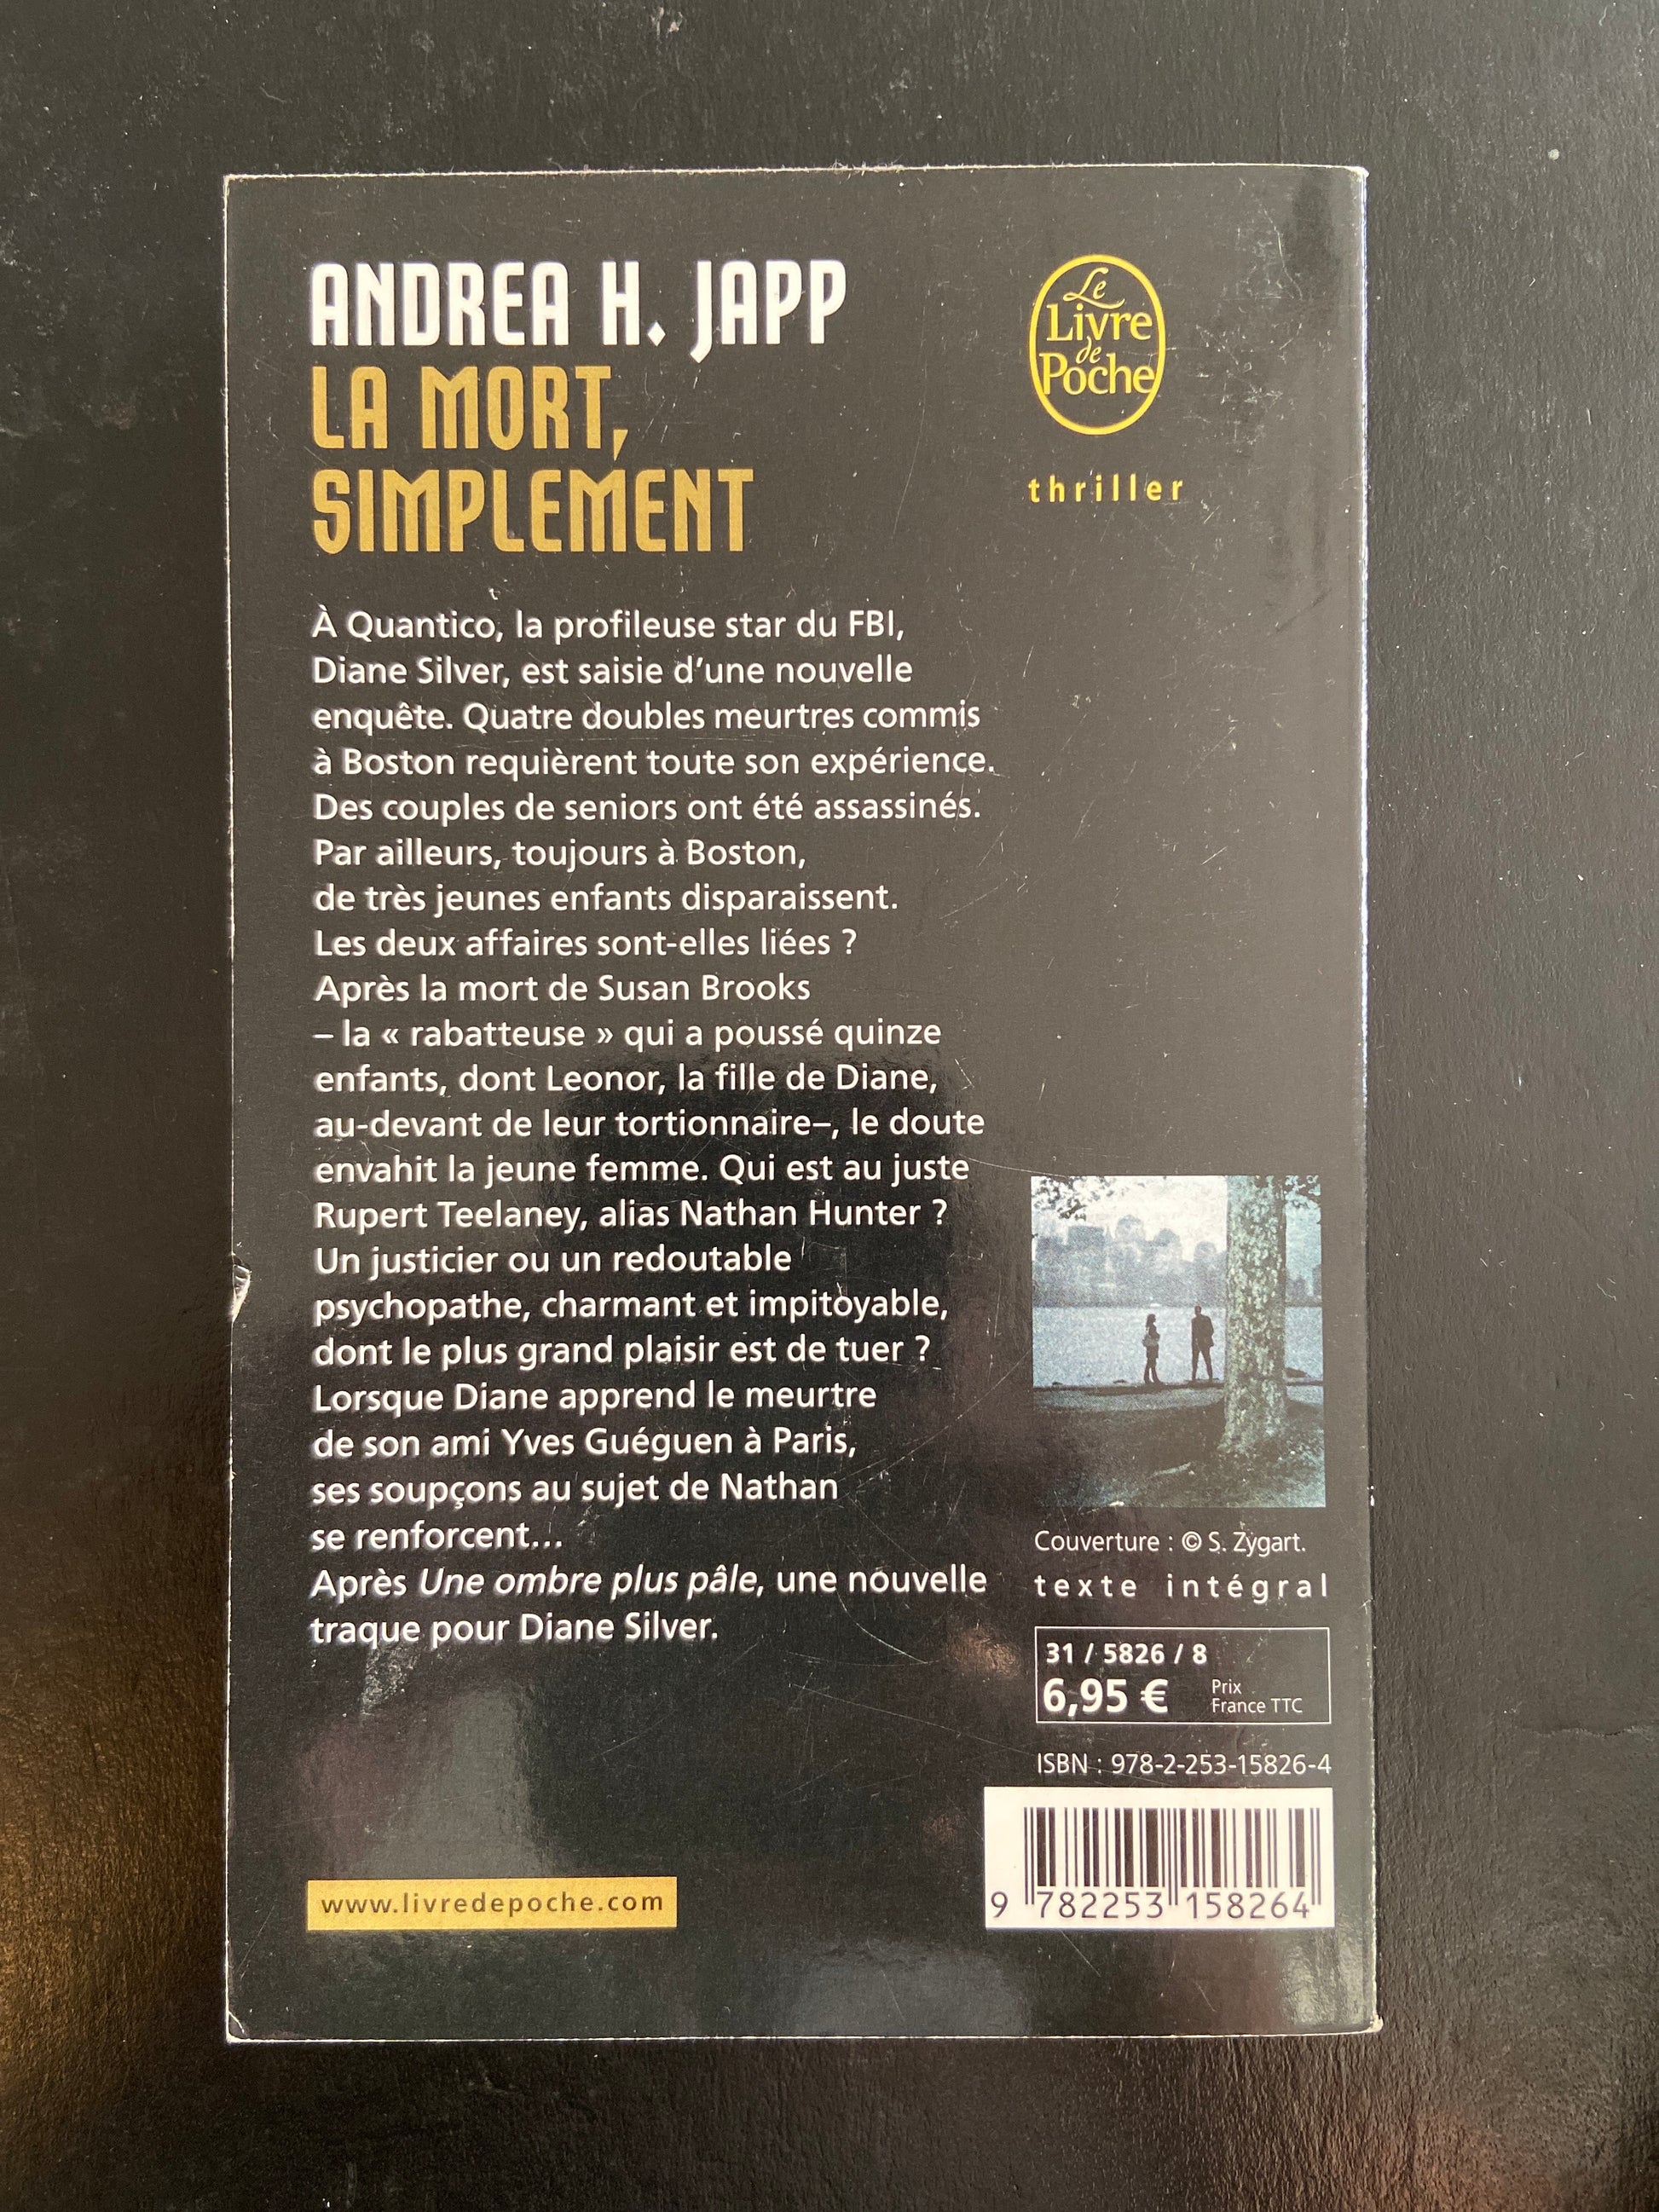 ANDREA H. JAPP
LA MORT,
SIMPLEMENT
Le
Livre
de
Poche
thriller
À Quantico, la profileuse star du FBI,
Diane Silver, est saisie d'une nouvelle
enquête. Quatre doubles meurtres commis
à Boston requièrent toute son expérience.
Des couples de seniors ont été assassinés.
Par ailleurs, toujours à Boston,
de très jeunes enfants disparaissent.
Les deux affaires sont-elles liées ?
Après la mort de Susan Brooks
– la « rabatteuse » qui a poussé quinze
enfants, dont Leonor, la fille de Diane,
au-devant de leur tortionnaire–, le doute
envahit la jeune femme. Qui est au juste
Rupert Teelaney, alias Nathan Hunter ?
Un justicier ou un redoutable
psychopathe, charmant et impitoyable,
dont le plus grand plaisir est de tuer ?
Lorsque Diane apprend le meurtre
de son ami Yves Guéguen à Paris,
ses soupçons au sujet de Nathan
se renforcent...
Après Une ombre plus pâle, une nouvelle
traque pour Diane Silver.
Couverture : © S. Zygart.
texte intégral
31 / 5826 / 8
6,95 € Prix
France TTC
ISBN : 978-2-253-15826-4
9 782253 158264
www.livredepoche.com